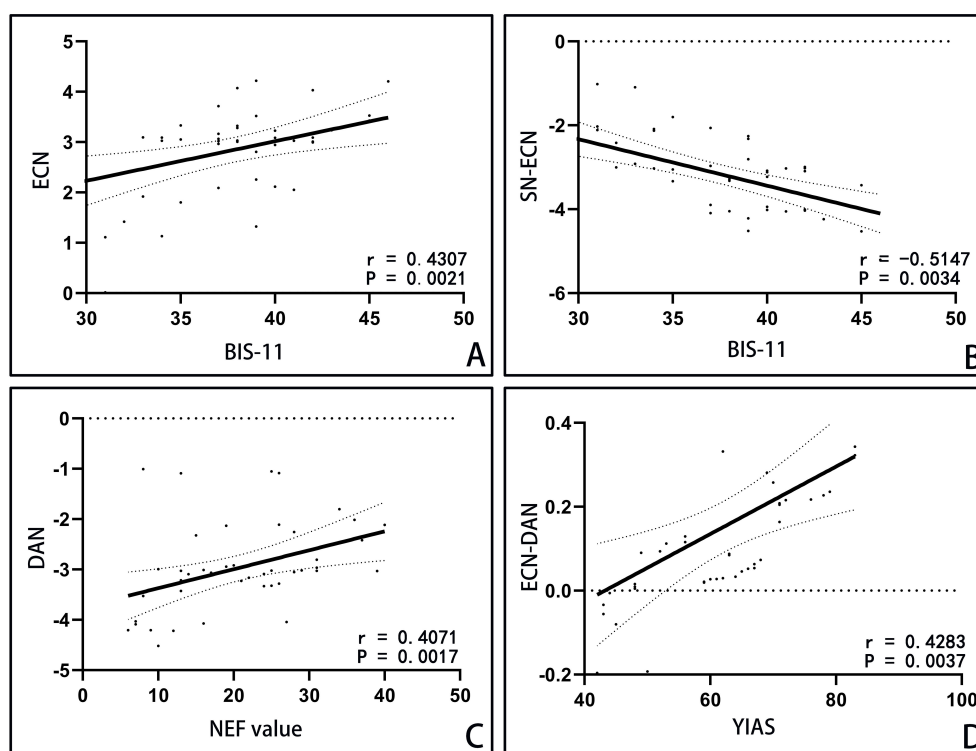 5
4
3
2
1
0
ECN
30 35 40 45 50
BIS-11
r = 0.4307
P = 0.0021
A
0
-2
-4
-6
SN-ECN
30 35 40 45 50
BIS-11
r = -0.5147
P = 0.0034
B
0
-1
-2
-3
-4
-5
DAN
0 10 20 30 40 50
NEF value
r = 0.4071
P = 0.0017
C
0.4
0.2
0.0
-0.2
ECN-DAN
40 60 80 100
YIAS
r = 0.4283
P = 0.0037
D